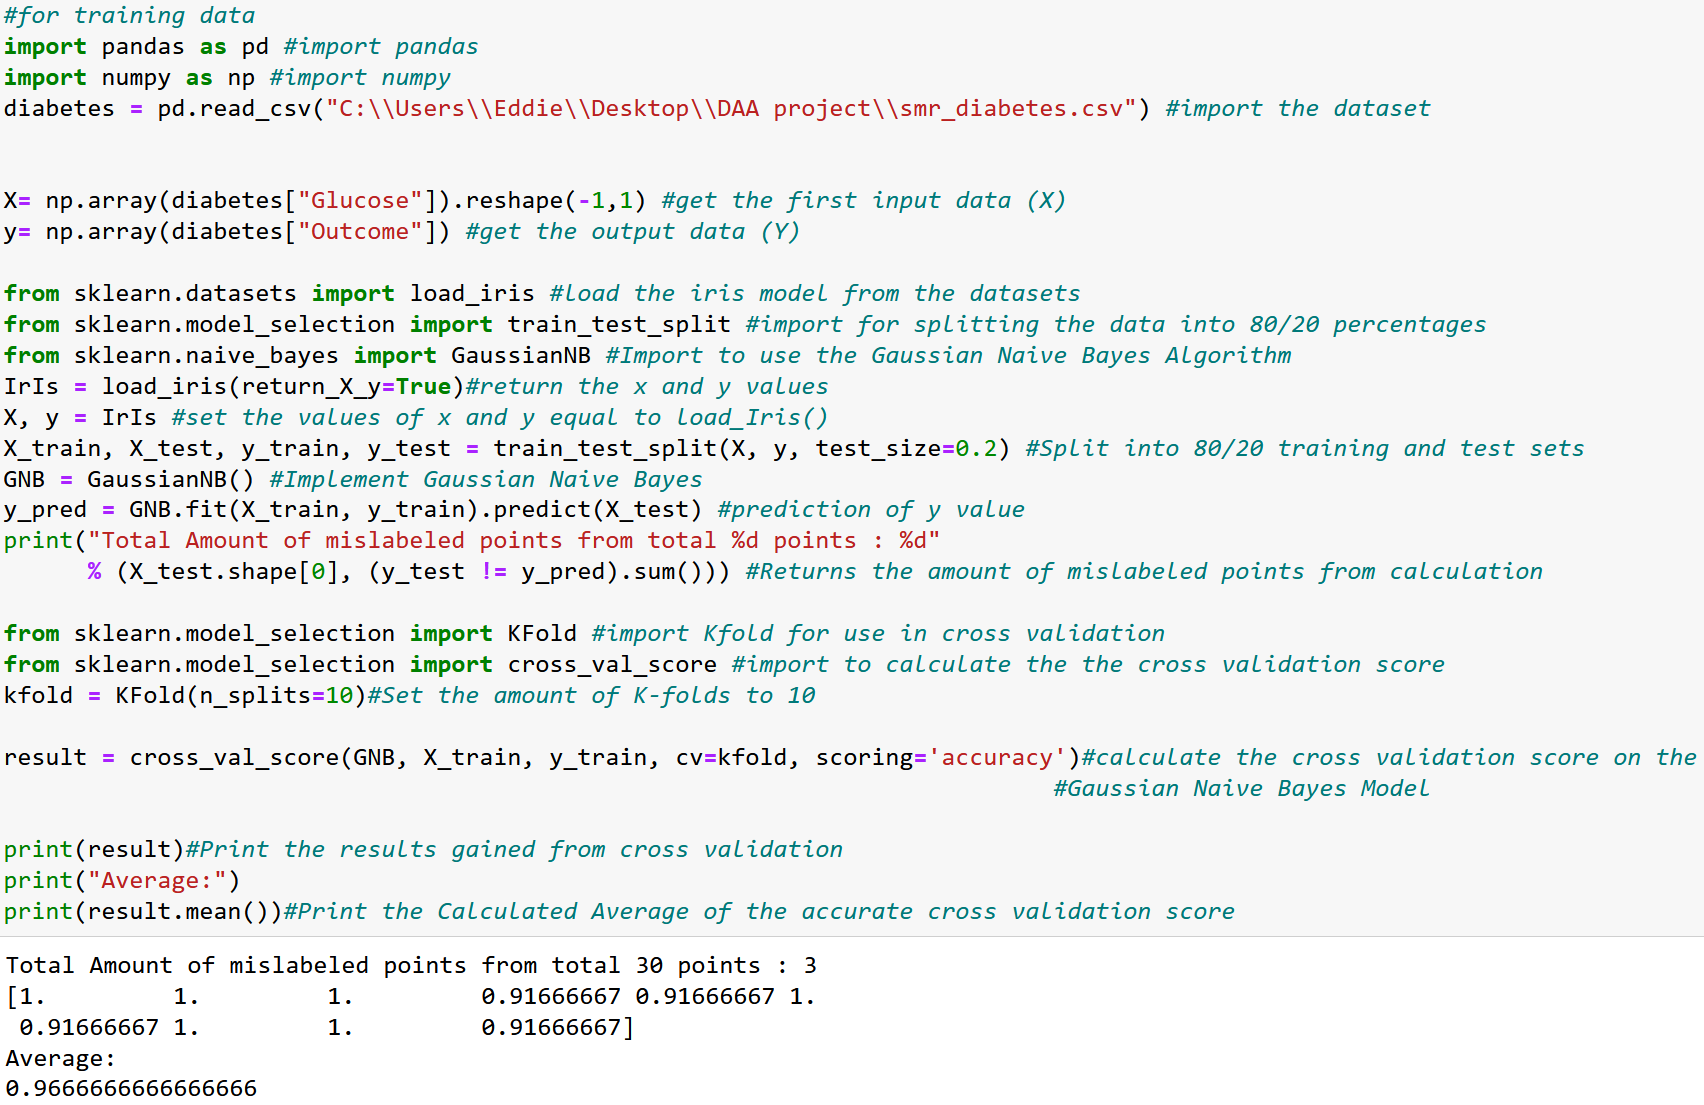 #for training data
import pandas as pd #import pandas
import numpy as np #import numpy
diabetes = pd.read_csv("C:\\Users\\Eddie\\Desktop\\DAA project\\smr_diabetes.csv") #import the dataset
X= np.array(diabetes["Glucose"]).reshape(-1,1) #get the first input data (X)
y= np.array(diabetes["Outcome"]) #get the output data (Y)
from sklearn.datasets import load_iris #load the iris model from the datasets
from sklearn.model_selection import train_test_split #import for splitting the data into 80/20 percentages
from sklearn.naive_bayes import GaussianNB #Import to use the Gaussian Naive Bayes Algorithm
IrIs = load_iris(return_X_y=True)#return the x and y values
X, y = IrIs #set the values of x and y equal to load_Iris()
X_train, X_test, y_train, y_test = train_test_split(X, y, test_size=0.2) #Split into 80/20 training and test sets
GNB = GaussianNB() #Implement Gaussian Naive Bayes
y_pred = GNB.fit(X_train, y_train).predict(X_test) #prediction of y value
print("Total Amount of mislabeled points from total %d points : %d"
      % (X_test.shape[0], (y_test != y_pred).sum())) #Returns the amount of mislabeled points from calculation
from sklearn.model_selection import KFold #import Kfold for use in cross validation
from sklearn.model_selection import cross_val_score #import to calculate the the cross validation score
kfold = KFold(n_splits=10)#Set the amount of K-folds to 10
result = cross_val_score(GNB, X_train, y_train, cv=kfold, scoring='accuracy')#calculate the cross validation score on the
#Gaussian Naive Bayes Model
print(result)#Print the results gained from cross validation
print("Average:")
print(result.mean())#Print the Calculated Average of the accurate cross validation score
Total Amount of mislabeled points from total 30 points : 3
[1.         1.         1.         0.91666667 0.91666667 1.
 0.91666667 1.         1.         0.91666667]
Average:
0.9666666666666666